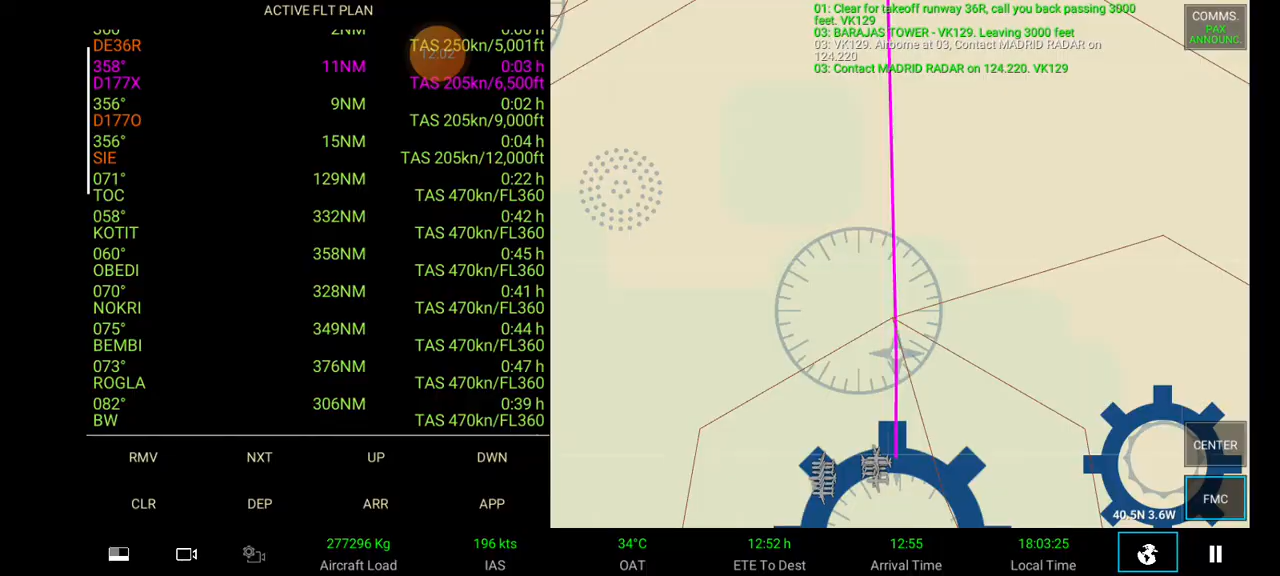 ACTIVE FLT PLAN
360° 2NM 0:00 h
DE36R TAS 250kn/5,001ft
358° 11NM 0:03 h
D177X TAS 205kn/6,500ft
356° 9NM 0:02 h
D177O TAS 205kn/9,000ft
356° 15NM 0:04 h
SIE TAS 205kn/12,000ft
071° 129NM 0:22 h
TOC TAS 470kn/FL360
058° 332NM 0:42 h
KOTIT TAS 470kn/FL360
060° 358NM 0:45 h
OBEDI TAS 470kn/FL360
070° 328NM 0:41 h
NOKRI TAS 470kn/FL360
075° 349NM 0:44 h
BEMBI TAS 470kn/FL360
073° 376NM 0:47 h
ROGLA TAS 470kn/FL360
082° 306NM 0:39 h
BW TAS 470kn/FL360
12:02
RMV NXT UP DWN
CLR DEP ARR APP
01: Clear for takeoff runway 36R, call you back passing 3000
feet. VK129
03: BARAJAS TOWER - VK129. Leaving 3000 feet
03: VK129. Airborne at 03, Contact MADRID RADAR on
124.220
03: Contact MADRID RADAR on 124.220. VK129
COMMS.
PAX
ANNOUNC.
CENTER
FMC
40.5N 3.6W
277296 Kg 196 kts 34°C 12:52 h 12:55 18:03:25
Aircraft Load IAS OAT ETE To Dest Arrival Time Local Time